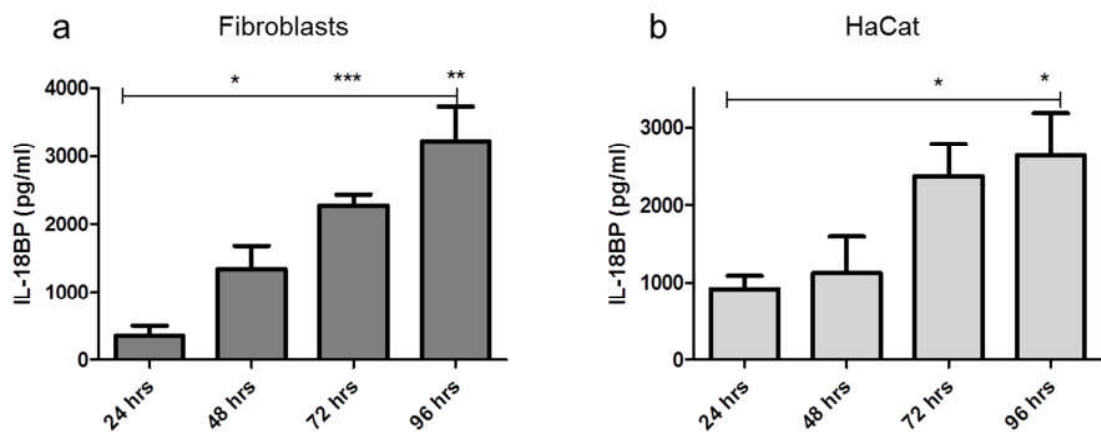 a
Fibroblasts
* *** **
4000
3000
2000
1000
0
IL-18BP (pg/ml)
24 hrs
48 hrs
72 hrs
96 hrs
b
HaCat
* *
3000
2000
1000
0
IL-18BP (pg/ml)
24 hrs
48 hrs
72 hrs
96 hrs